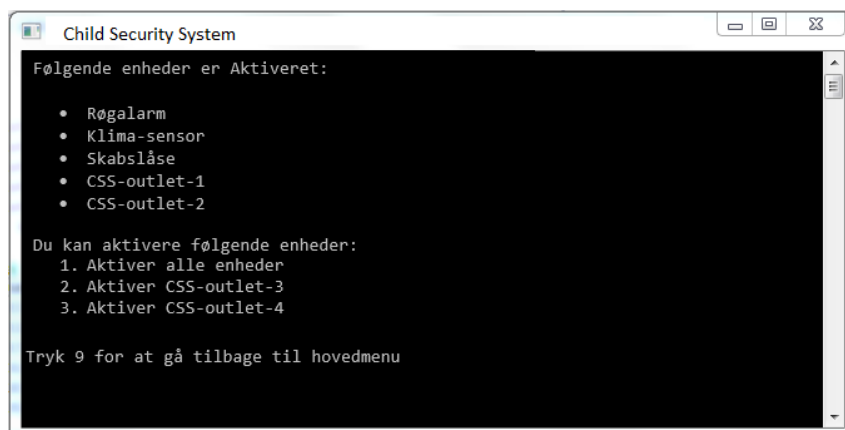 Child Security System
Følgende enheder er Aktiveret:
• Røgalarm
• Klima-sensor
• Skabslåse
• CSS-outlet-1
• CSS-outlet-2
Du kan aktivere følgende enheder:
1. Aktiver alle enheder
2. Aktiver CSS-outlet-3
3. Aktiver CSS-outlet-4
Tryk 9 for at gå tilbage til hovedmenu